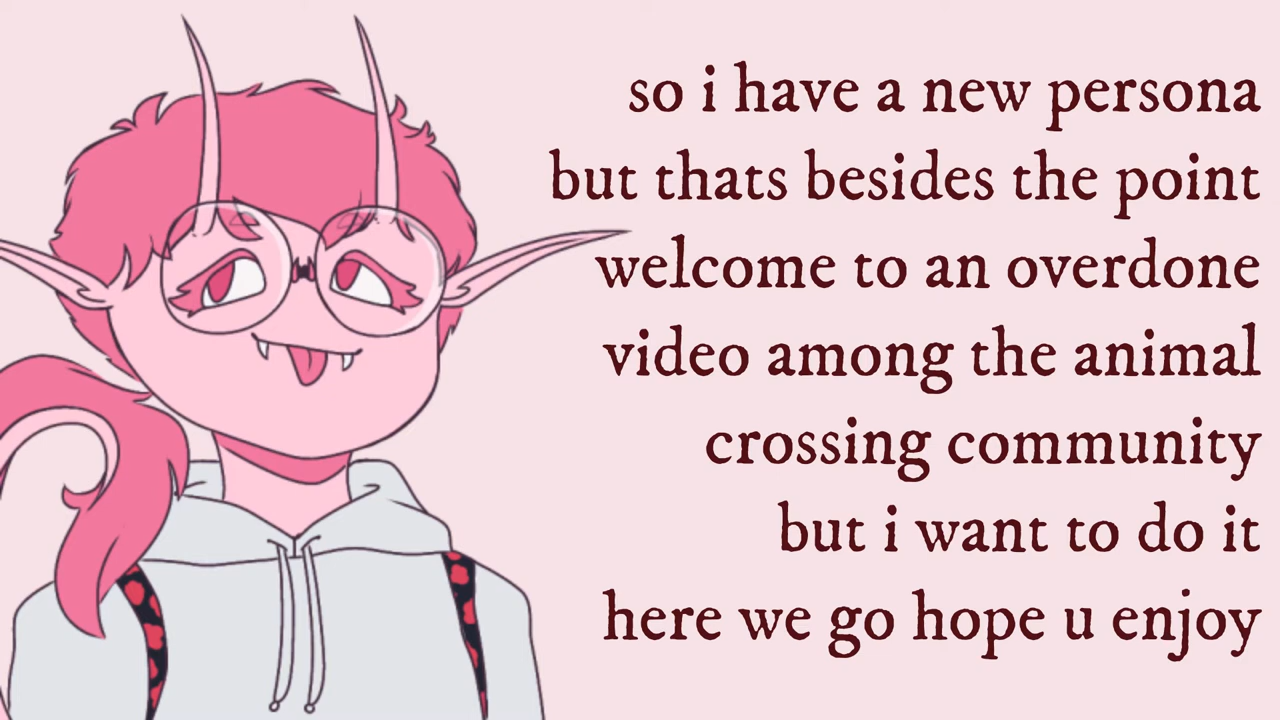 so i have a new persona
but thats besides the point
welcome to an overdone
video among the animal
crossing community
but i want to do it
here we go hope u enjoy